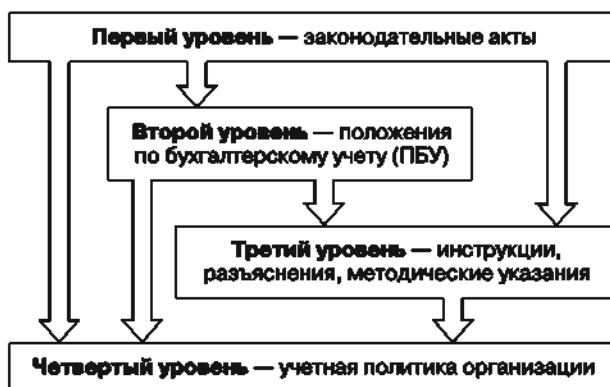 Первый уровень — законодательные акты
Второй уровень — положения
по бухгалтерскому учету (ПБУ)
Третий уровень — инструкции,
разъяснения, методические указания
Четвертый уровень — учетная политика организации